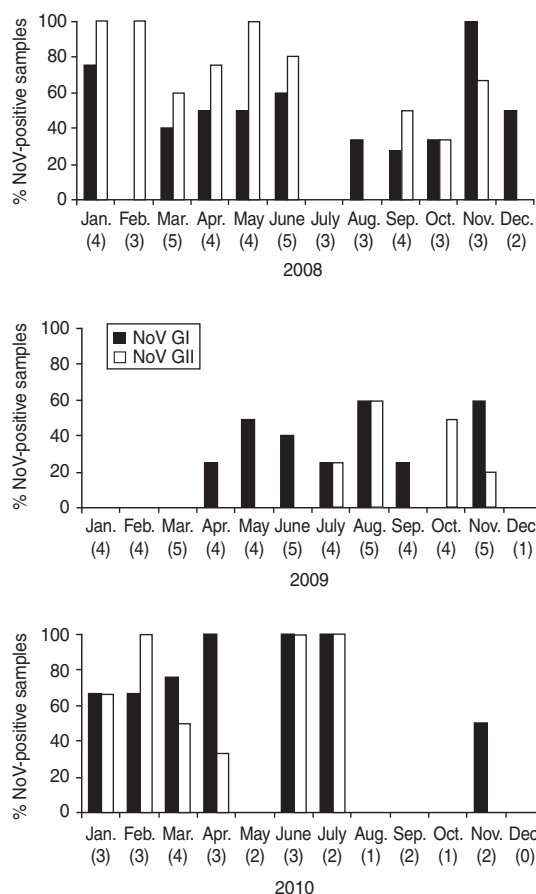 % NoV-positive samples
100
80
60
40
20
0
Jan. Feb. Mar. Apr. May June July Aug. Sep. Oct. Nov. Dec.
(4) (3) (5) (4) (4) (5) (3) (3) (4) (3) (3) (2)
2008
% NoV-positive samples
100
80
60
40
20
0
NoV GI
NoV GII
Jan. Feb. Mar. Apr. May June July Aug. Sep. Oct. Nov. Dec.
(4) (4) (5) (4) (4) (5) (4) (5) (4) (4) (5) (1)
2009
% NoV-positive samples
100
80
60
40
20
0
Jan. Feb. Mar. Apr. May June July Aug. Sep. Oct. Nov. Dec.
(3) (3) (4) (3) (2) (3) (2) (1) (2) (1) (2) (0)
2010